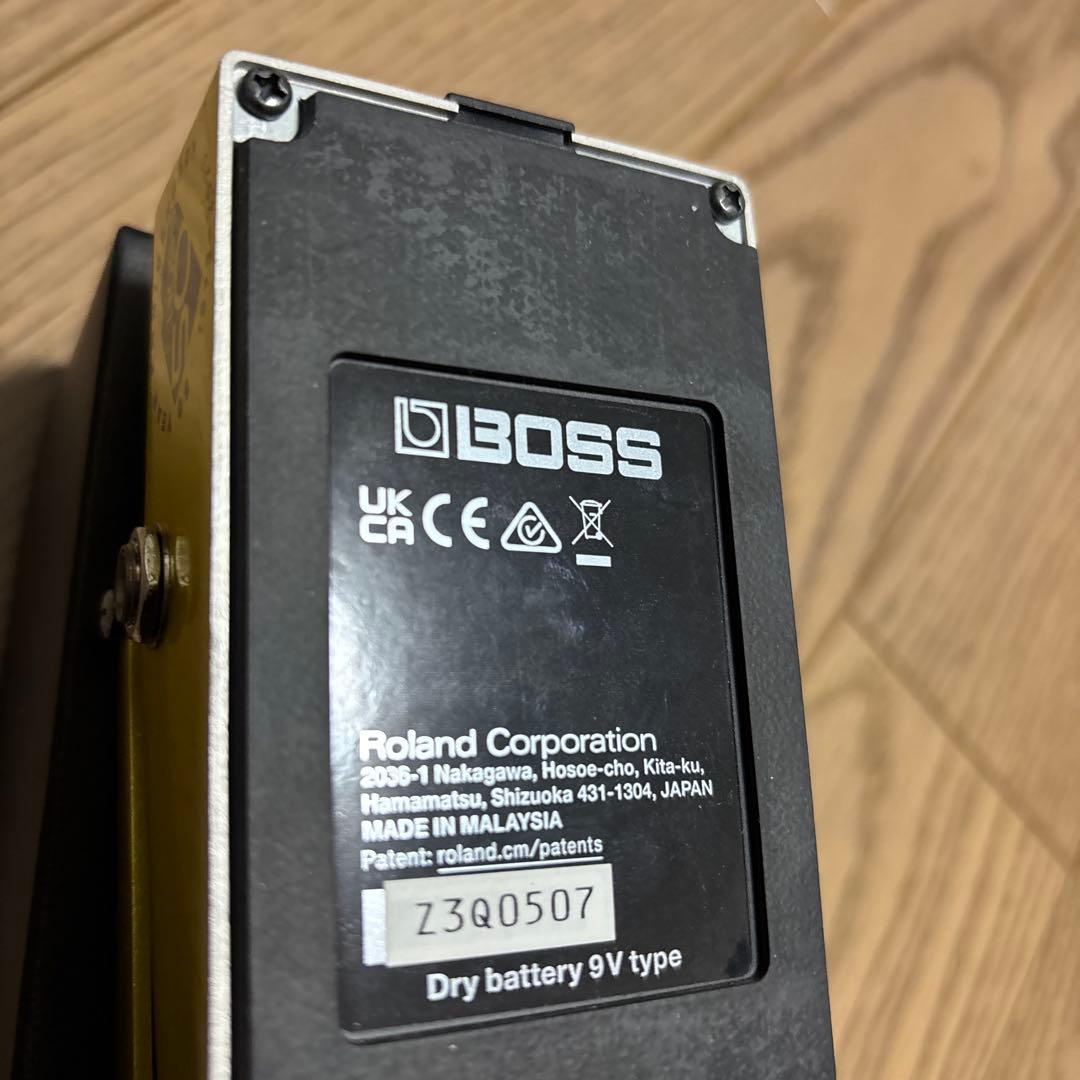 BOSS
UK
CA CE
Roland Corporation
2036-1 Nakagawa, Hosoe-cho, Kita-ku,
Hamamatsu, Shizuoka 431-1304, JAPAN
MADE IN MALAYSIA
Patent: roland.cm/patents
Z3Q0507
Dry battery 9V type